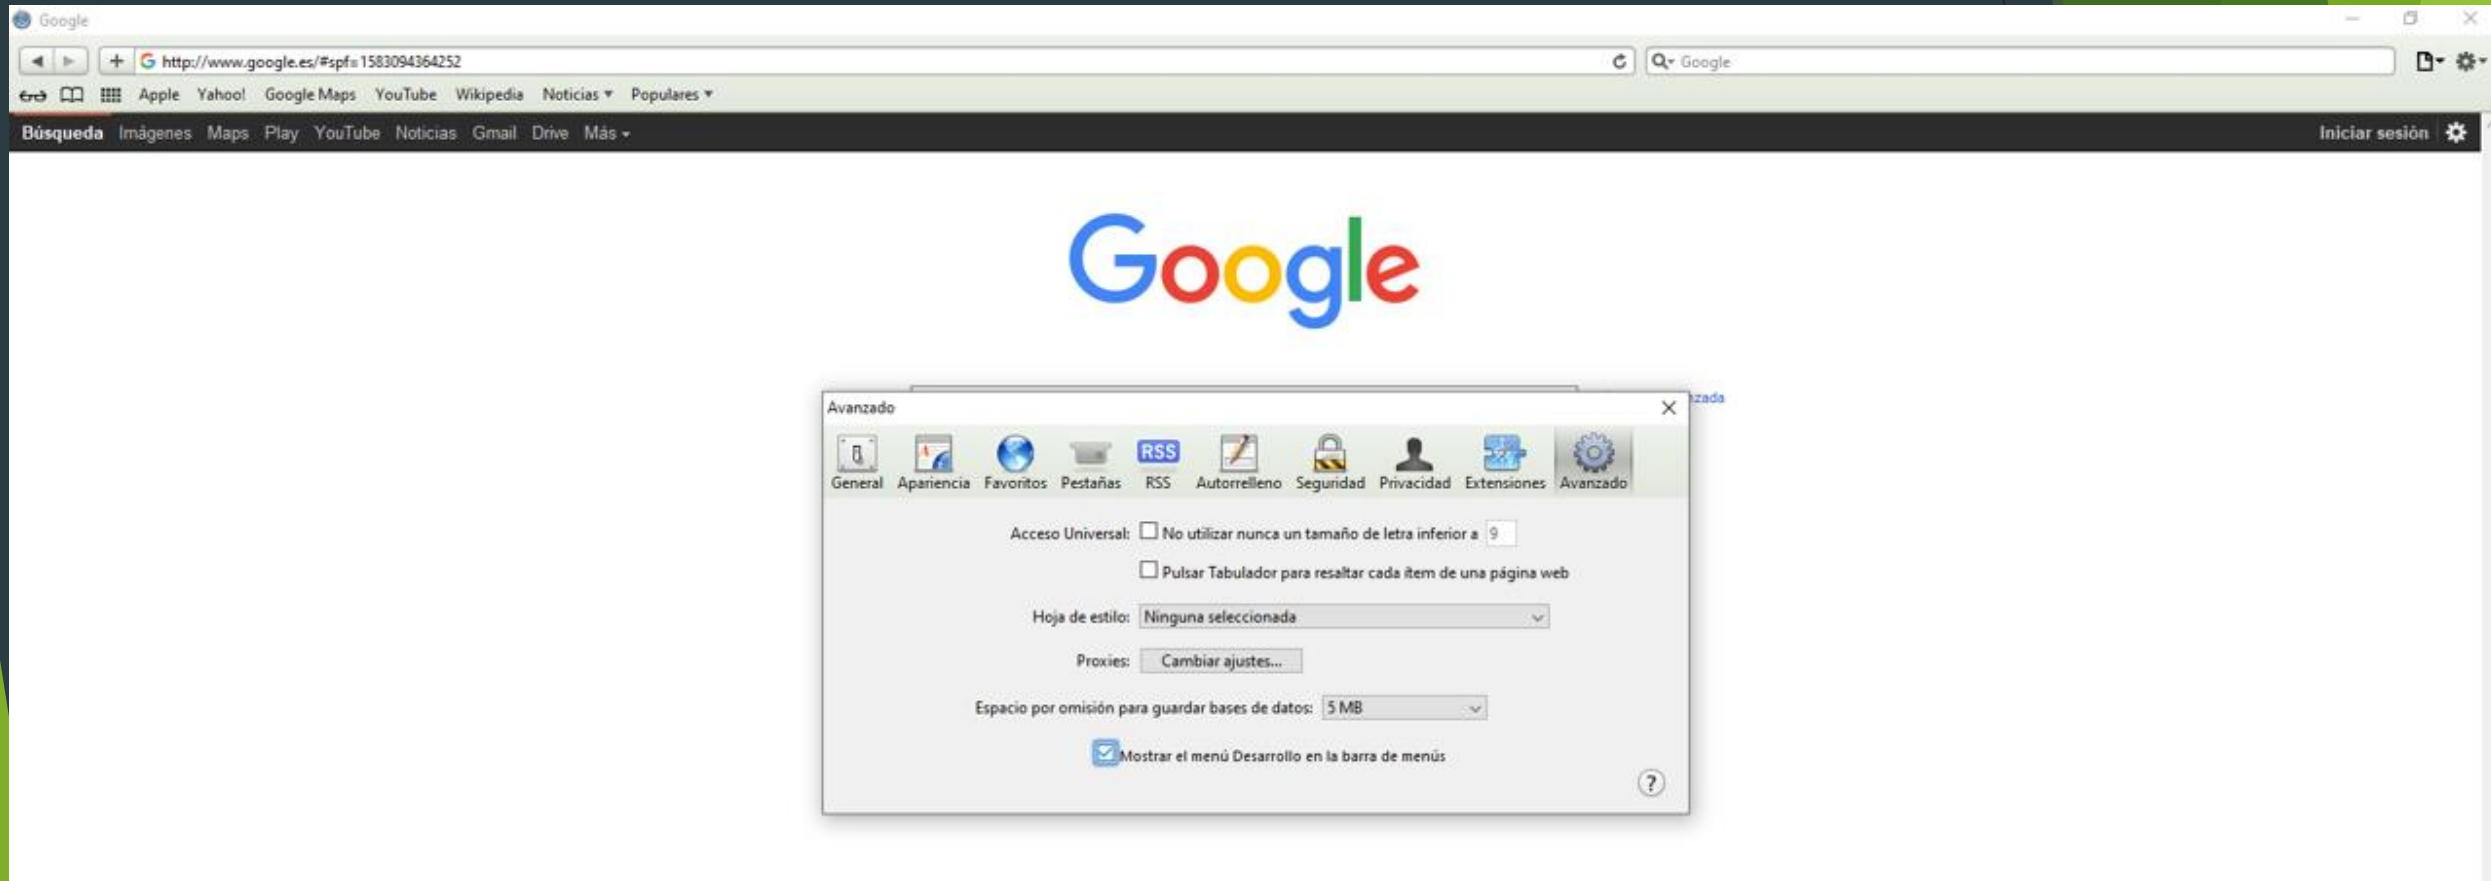 Google
http://www.google.es/#spf=1583094364252
Google
Apple Yahoo! Google Maps YouTube Wikipedia Noticias Populares
Búsqueda Imágenes Maps Play YouTube Noticias Gmail Drive Más
Iniciar sesión
Google
zada
Avanzado
RSS
General Apariencia Favoritos Pestañas RSS Autorrelleno Seguridad Privacidad Extensiones Avanzado
Acceso Universal: No utilizar nunca un tamaño de letra inferior a 9
Pulsar Tabulador para resaltar cada ítem de una página web
Hoja de estilo: Ninguna seleccionada
Proxies: Cambiar ajustes...
Espacio por omisión para guardar bases de datos: 5 MB
Mostrar el menú Desarrollo en la barra de menús
?